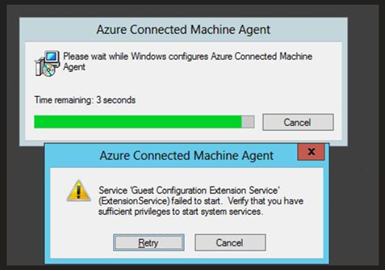 Azure Connected Machine Agent
Please wait while Windows configures Azure Connected Machine
Agent
Time remaining: 3 seconds
Cancel
Azure Connected Machine Agent
x
Service 'Guest Configuration Extension Service'
(ExtensionService) failed to start. Verify that you have
sufficient privileges to start system services.
Retry
Cancel